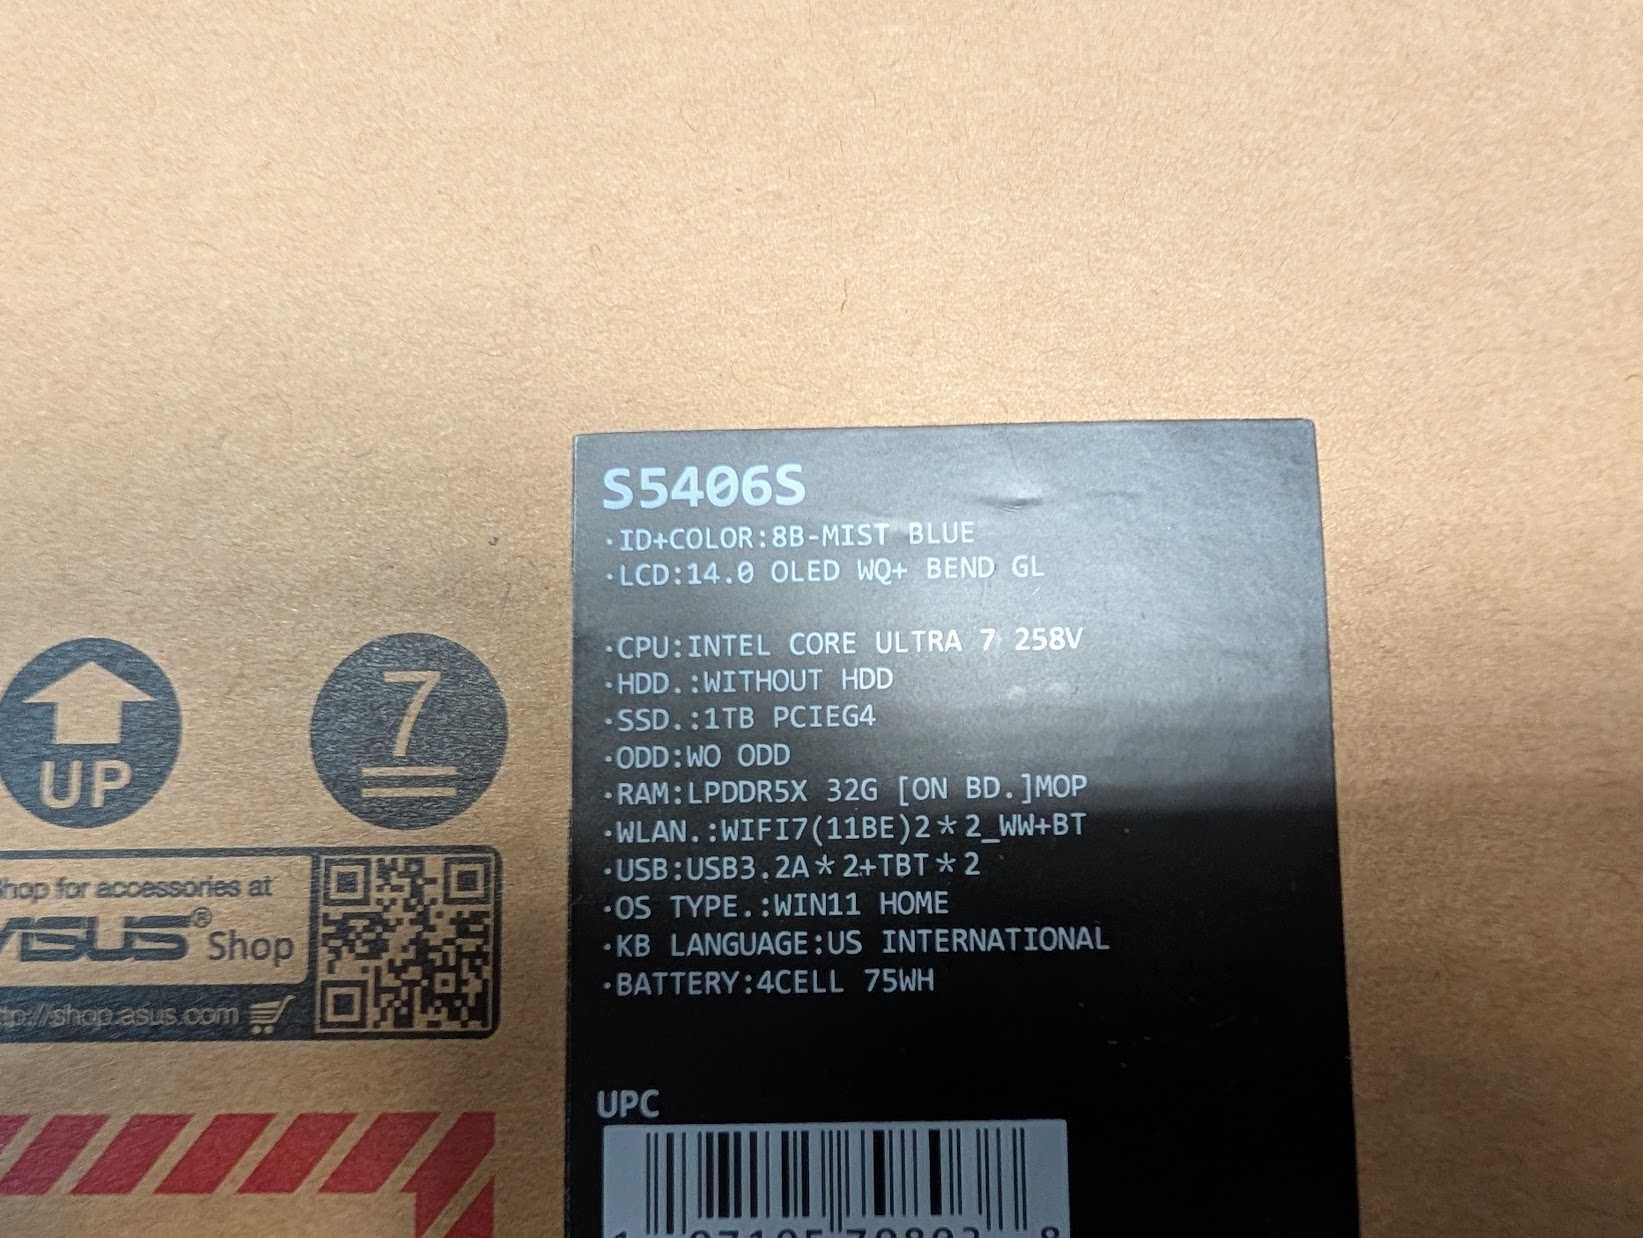 S5406S
·ID+COLOR:8B-MIST BLUE
·LCD:14.0 OLED WQ+ BEND GL
·CPU:INTEL CORE ULTRA 7 258V
·HDD.:WITHOUT HDD
·SSD.:1TB PCIEG4
·ODD:WO ODD
·RAM:LPDDR5X 32G [ON BD.]MOP
·WLAN.:WIFI7(11BE)2*2_WW+BT
·USB:USB3.2A*2+TBT*2
·OS TYPE.:WIN11 HOME
·KB LANGUAGE:US INTERNATIONAL
·BATTERY:4CELL 75WH
UPC
UP
7
for accessories at
ASUS® Shop
shop.asus.com